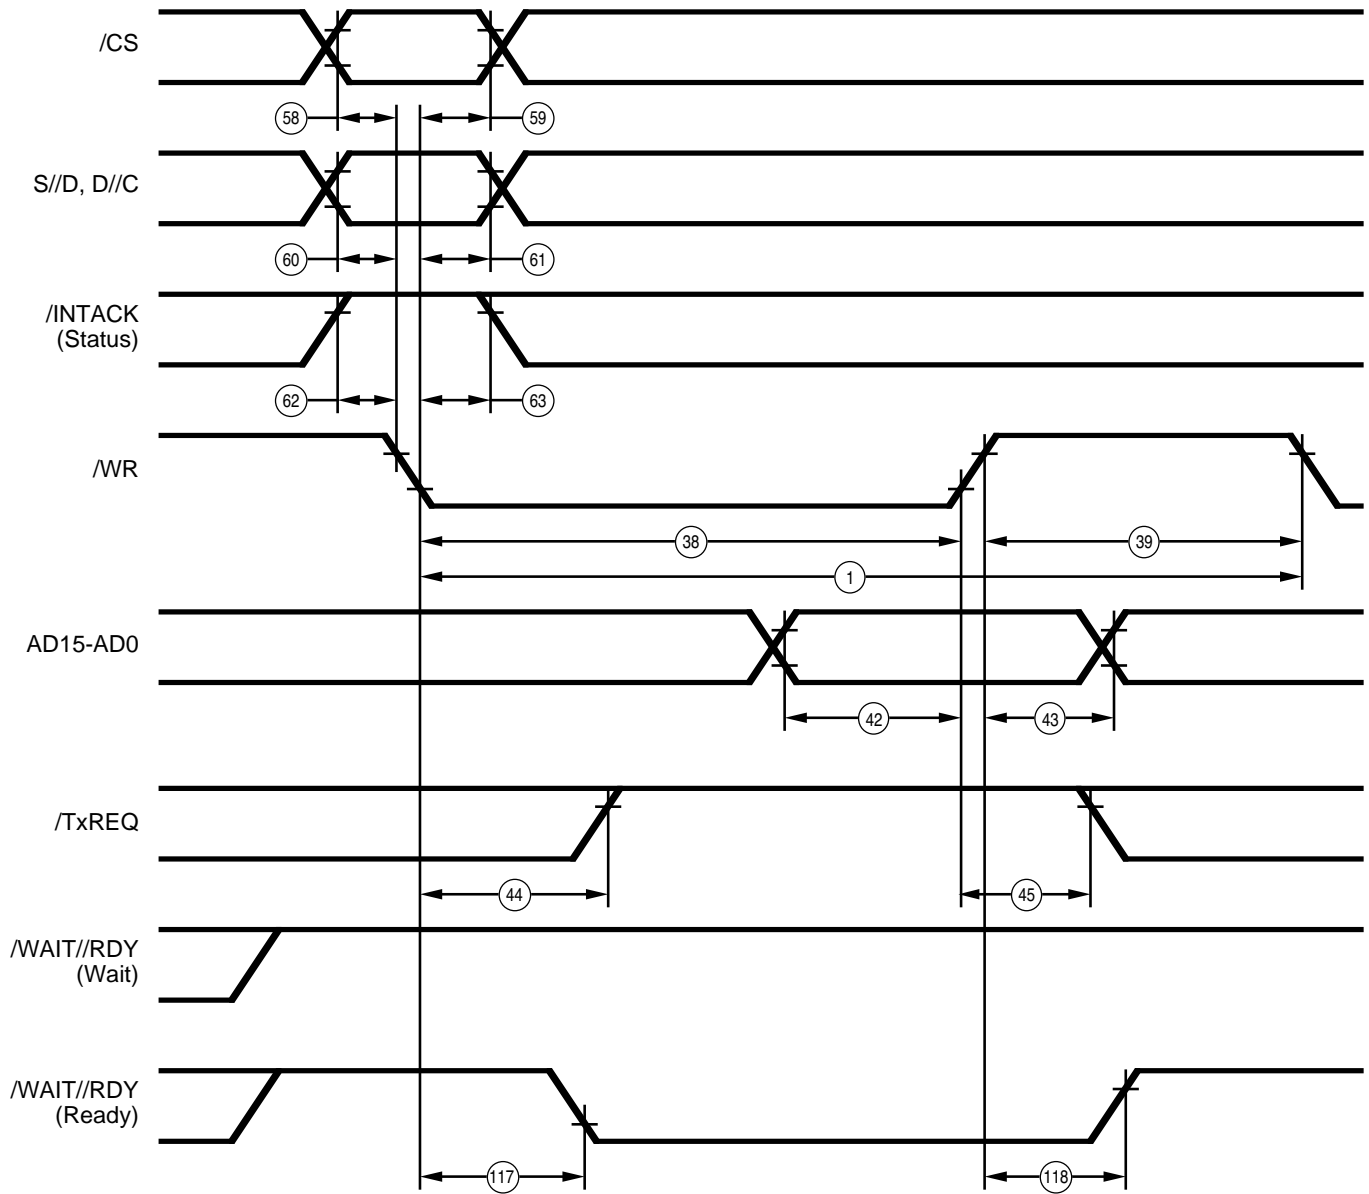 /CS
58
59
S//D, D//C
60
61
/INTACK
(Status)
62
63
/WR
38
39
1
AD15-AD0
42
43
/TxREQ
44
45
/WAIT//RDY
(Wait)
/WAIT//RDY
(Ready)
117
118